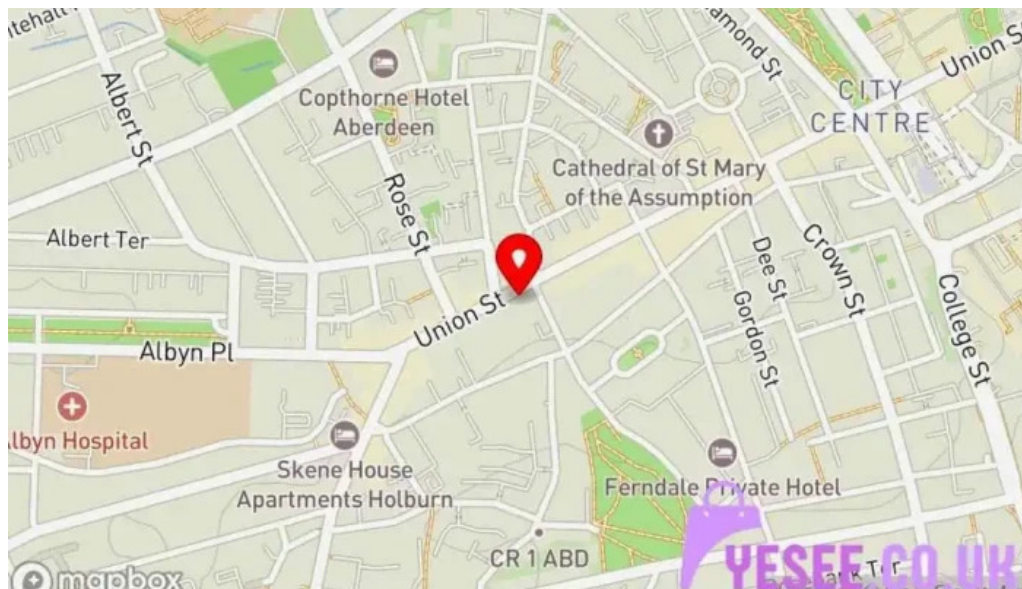 Albert St
Copthorne Hotel
Aberdeen
Union S
CITY
CENTRE
Cathedral of St Mary
of the Assumption
Rose St
Albert Ter
Dee St
Crown St
Gordon St
College St
Union St
Albyn Pl
lbyn Hospital
Skene House
Apartments Holburn
Ferndale Private Hotel
CR 1 ABD
YESEE.CO.UK
mapbox